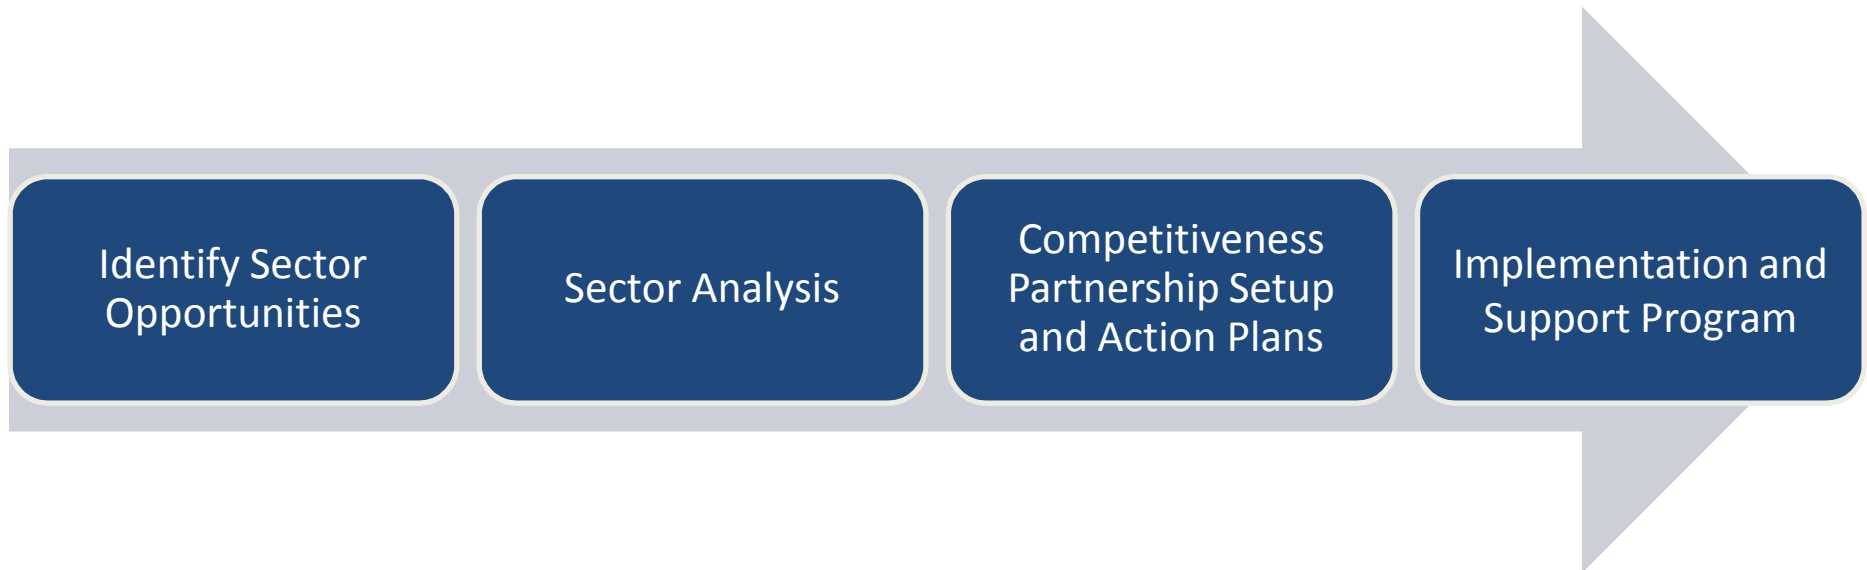 Identify Sector
Opportunities
Sector Analysis
Competitiveness
Partnership Setup
and Action Plans
Implementation and
Support Program